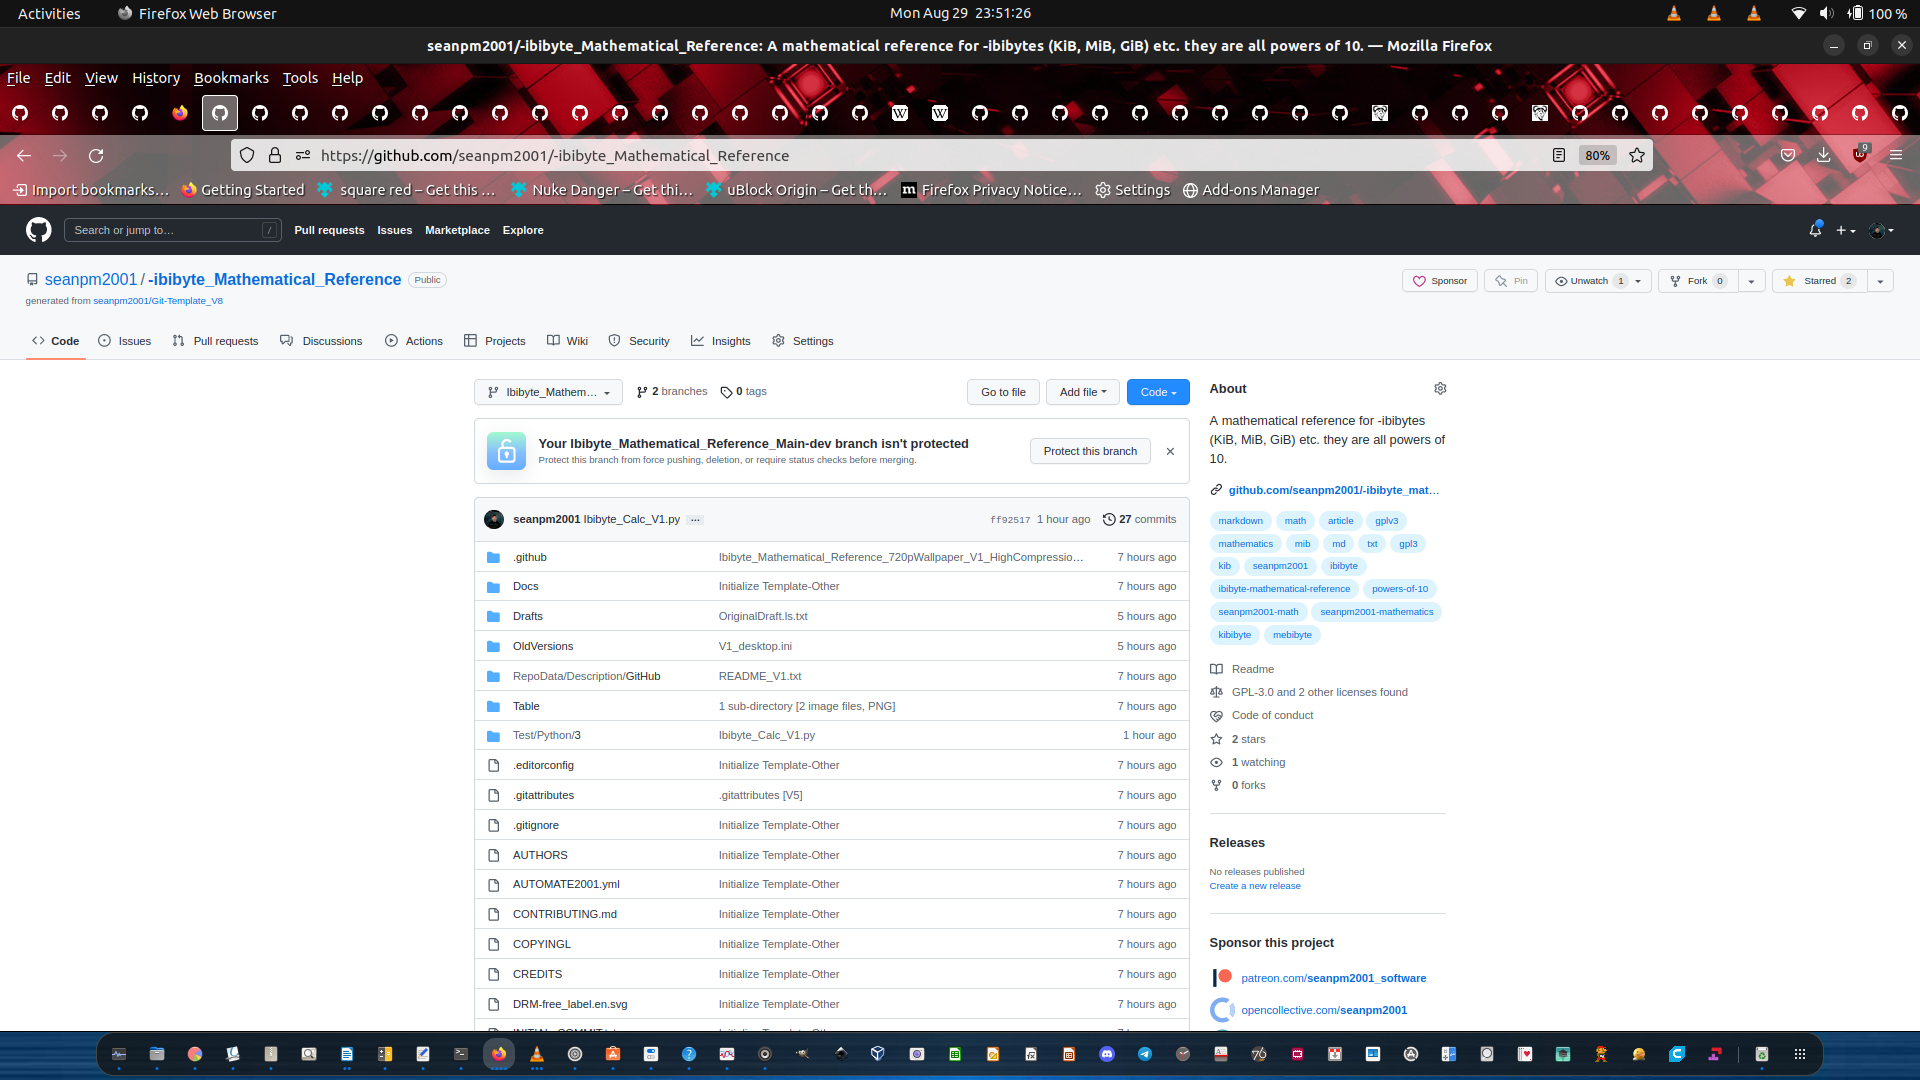 Activities
Firefox Web Browser
Mon Aug 29 23:51:26
100 %
seanpm2001/-ibibyte_Mathematical_Reference: A mathematical reference for -ibibytes (KiB, MiB, GiB) etc. they are all powers of 10. — Mozilla Firefox
File Edit View History Bookmarks Tools Help
https://github.com/seanpm2001/-ibibyte_Mathematical_Reference
80%
9
Import bookmarks…
Getting Started
square red – Get this …
Nuke Danger – Get thi…
uBlock Origin – Get th…
Firefox Privacy Notice…
Settings
Add-ons Manager
Search or jump to…
/
Pull requests Issues Marketplace Explore
seanpm2001 / -ibibyte_Mathematical_Reference
Public
generated from seanpm2001/Git-Template_V8
Sponsor
Pin
Unwatch 1
Fork 0
Starred 2
Code
Issues
Pull requests
Discussions
Actions
Projects
Wiki
Security
Insights
Settings
Ibibyte_Mathem…
2 branches
0 tags
Go to file
Add file
Code
Your Ibibyte_Mathematical_Reference_Main-dev branch isn't protected
Protect this branch from force pushing, deletion, or require status checks before merging.
Protect this branch
seanpm2001 Ibibyte_Calc_V1.py …
ff92517 1 hour ago
27 commits
.github Ibibyte_Mathematical_Reference_720pWallpaper_V1_HighCompressio… 7 hours ago
Docs Initialize Template-Other 7 hours ago
Drafts OriginalDraft.ls.txt 5 hours ago
OldVersions V1_desktop.ini 5 hours ago
RepoData/Description/GitHub README_V1.txt 7 hours ago
Table 1 sub-directory [2 image files, PNG] 7 hours ago
Test/Python/3 Ibibyte_Calc_V1.py 1 hour ago
.editorconfig Initialize Template-Other 7 hours ago
.gitattributes .gitattributes [V5] 7 hours ago
.gitignore Initialize Template-Other 7 hours ago
AUTHORS Initialize Template-Other 7 hours ago
AUTOMATE2001.yml Initialize Template-Other 7 hours ago
CONTRIBUTING.md Initialize Template-Other 7 hours ago
COPYINGL Initialize Template-Other 7 hours ago
CREDITS Initialize Template-Other 7 hours ago
DRM-free_label.en.svg Initialize Template-Other 7 hours ago
About
A mathematical reference for -ibibytes
(KiB, MiB, GiB) etc. they are all powers of
10.
github.com/seanpm2001/-ibibyte_mat…
markdown math article gplv3
mathematics mib md txt gpl3
kib seanpm2001 ibibyte
ibibyte-mathematical-reference powers-of-10
seanpm2001-math seanpm2001-mathematics
kibibyte mebibyte
Readme
GPL-3.0 and 2 other licenses found
Code of conduct
2 stars
1 watching
0 forks
Releases
No releases published
Create a new release
Sponsor this project
patreon.com/seanpm2001_software
opencollective.com/seanpm2001